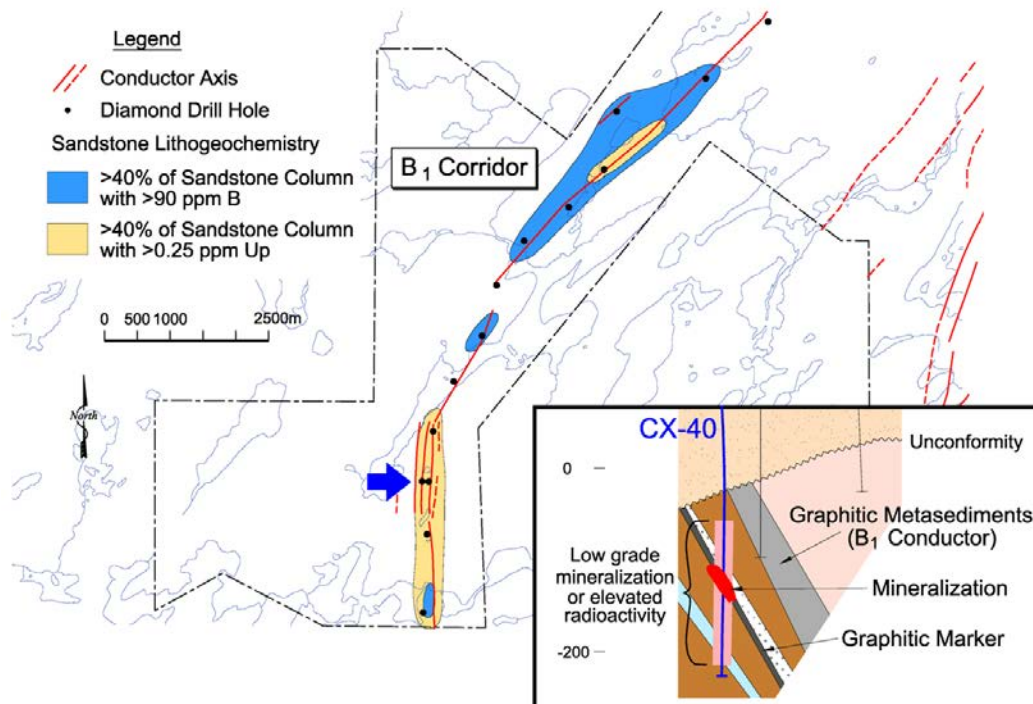 Legend
Conductor Axis
Diamond Drill Hole
Sandstone Lithogeochemistry
>40% of Sandstone Column
with >90 ppm B
>40% of Sandstone Column
with >0.25 ppm Up
0 500 1000 2500m
North
B₁ Corridor
CX-40
Unconformity
0
Graphitic Metasediments
(B₁ Conductor)
Low grade
mineralization
or elevated
radioactivity
Mineralization
Graphitic Marker
-200